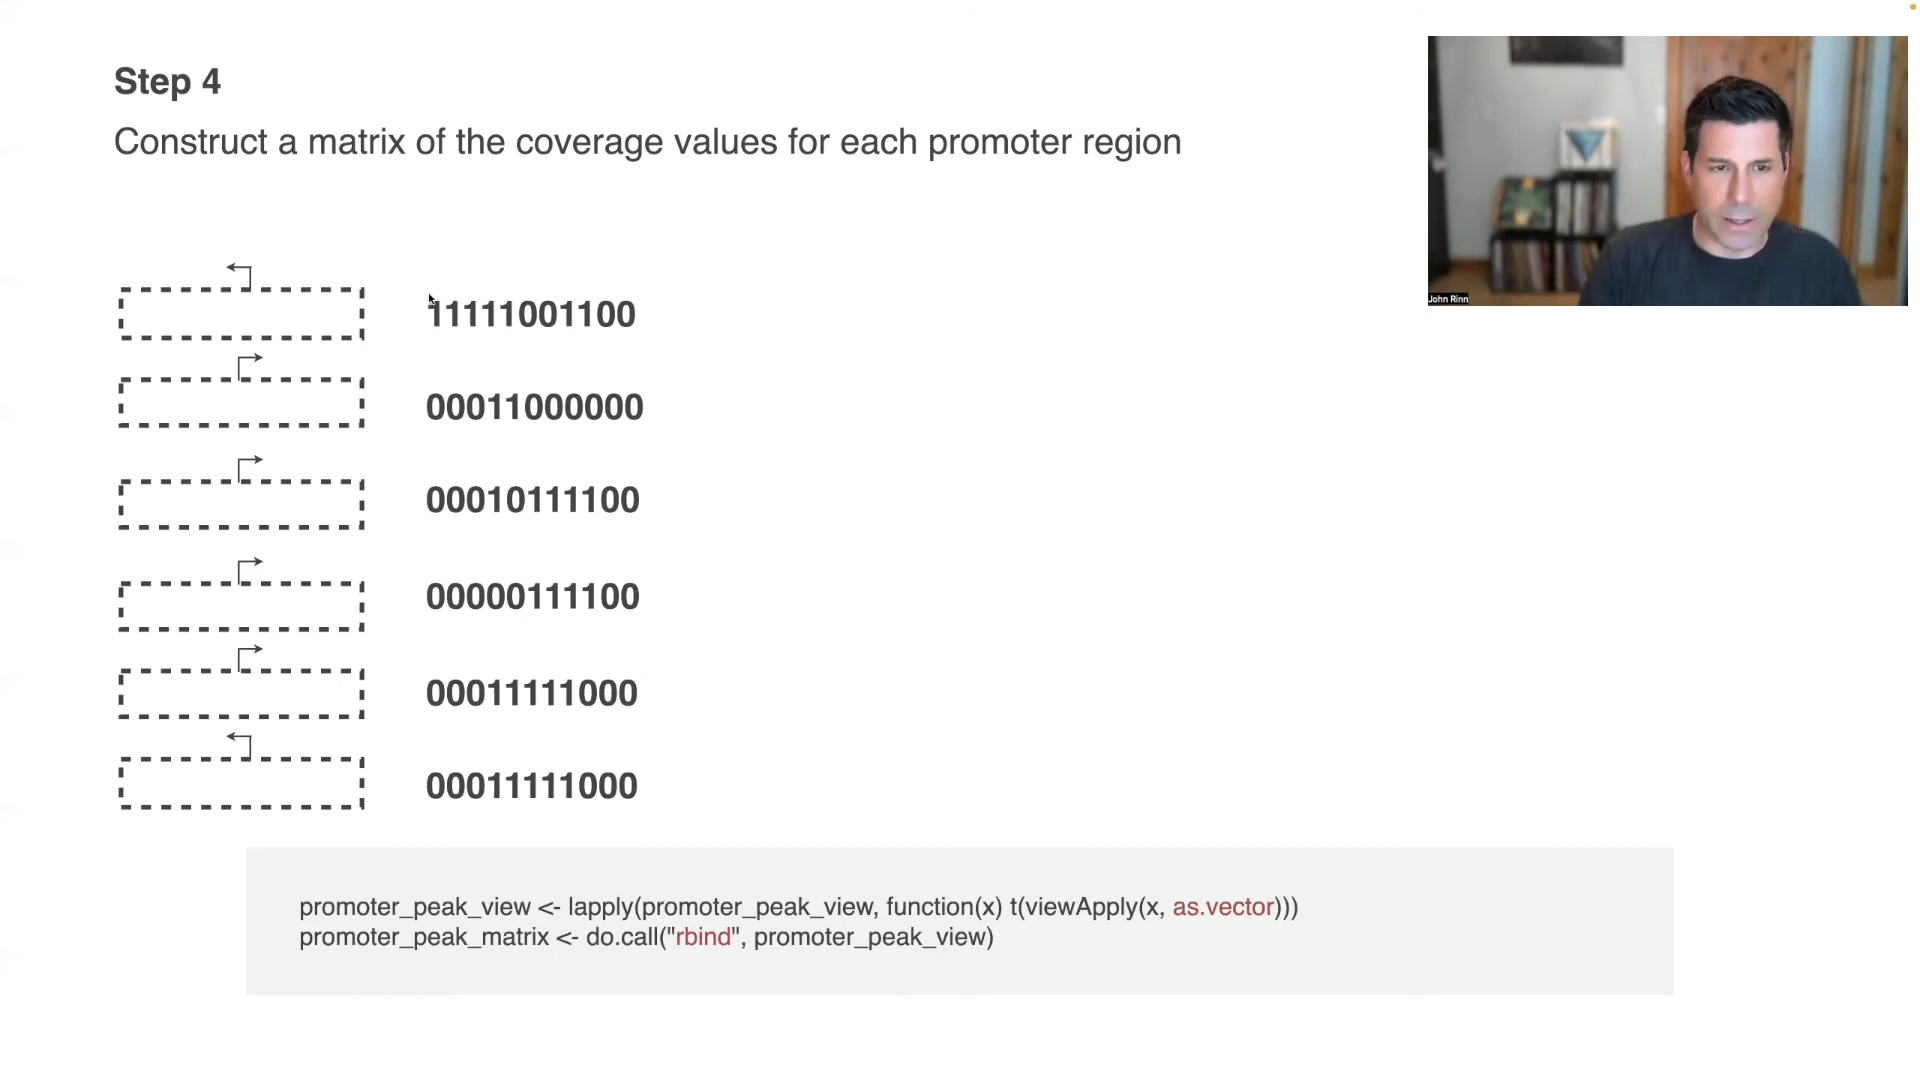 Step 4
Construct a matrix of the coverage values for each promoter region
John Rinn
11111001100
00011000000
00010111100
00000111100
00011111000
00011111000
promoter_peak_view <- lapply(promoter_peak_view, function(x) t(viewApply(x, as.vector)))
promoter_peak_matrix <- do.call("rbind", promoter_peak_view)